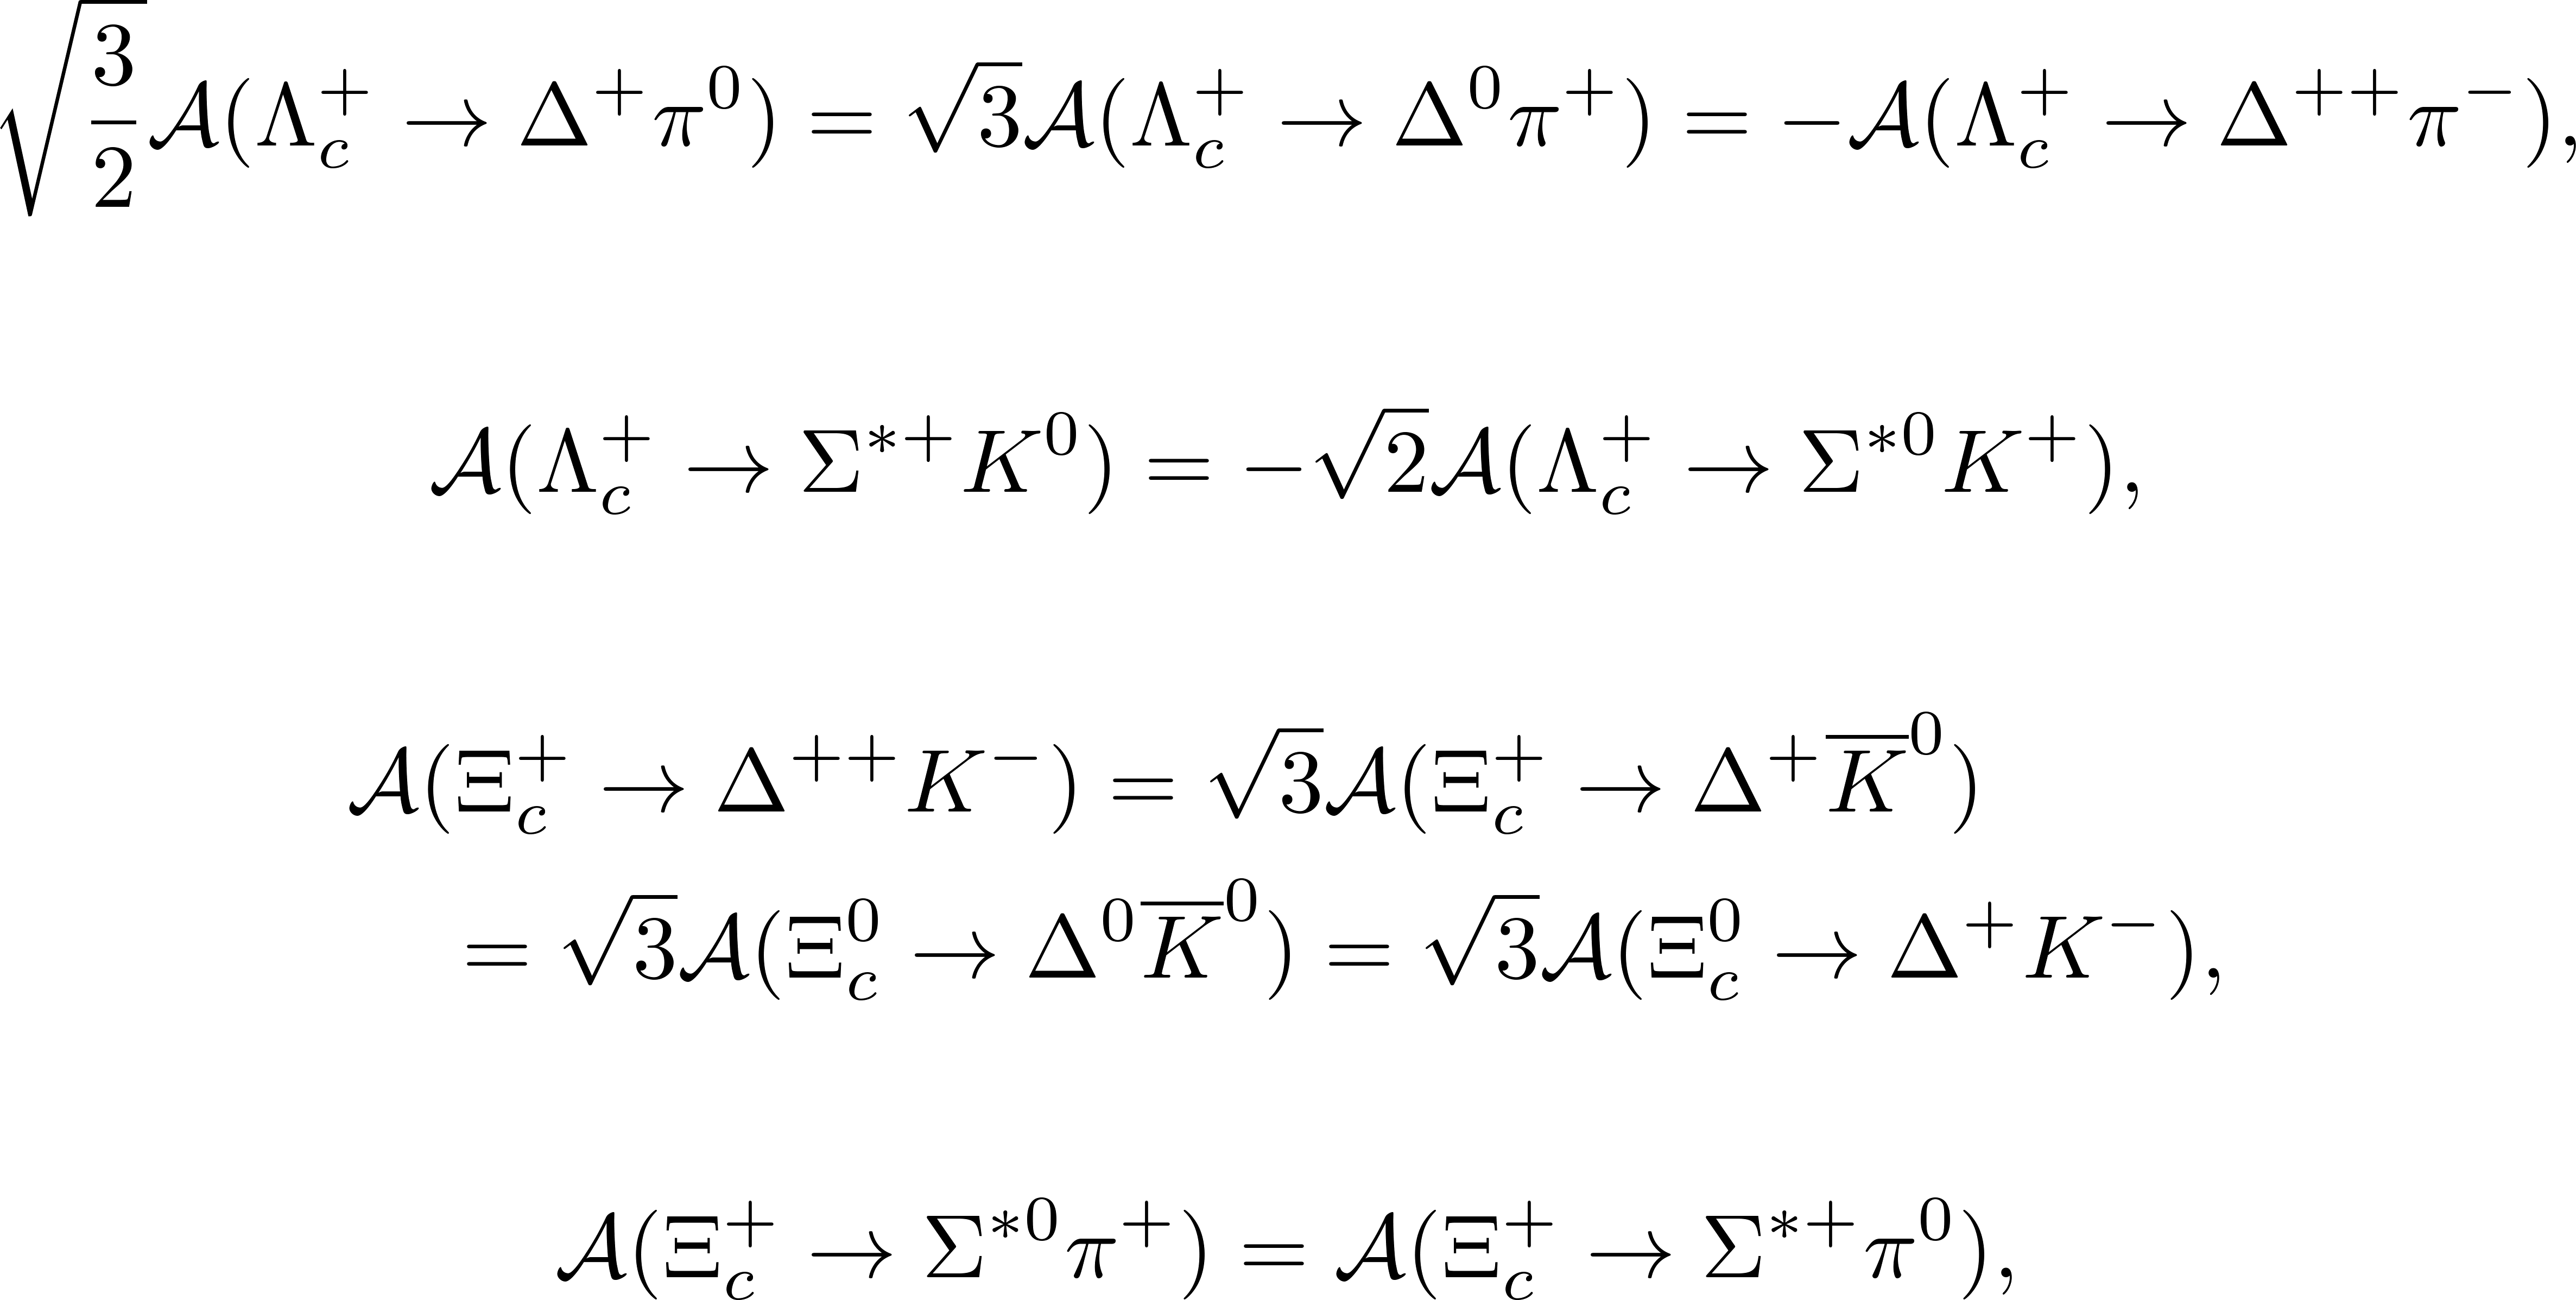 \sqrt{\frac{3}{2}}\mathcal{A}(\Lambda_c^+ \to \Delta^+ \pi^0) = \sqrt{3}\mathcal{A}(\Lambda_c^+ \to \Delta^0 \pi^+) = -\mathcal{A}(\Lambda_c^+ \to \Delta^{++} \pi^-),
\mathcal{A}(\Lambda_c^+ \to \Sigma^{*+} K^0) = -\sqrt{2}\mathcal{A}(\Lambda_c^+ \to \Sigma^{*0} K^+),
\mathcal{A}(\Xi_c^+ \to \Delta^{++} K^-) = \sqrt{3}\mathcal{A}(\Xi_c^+ \to \Delta^+ \overline{K}^0)
= \sqrt{3}\mathcal{A}(\Xi_c^0 \to \Delta^0 \overline{K}^0) = \sqrt{3}\mathcal{A}(\Xi_c^0 \to \Delta^+ K^-),
\mathcal{A}(\Xi_c^+ \to \Sigma^{*0} \pi^+) = \mathcal{A}(\Xi_c^+ \to \Sigma^{*+} \pi^0),